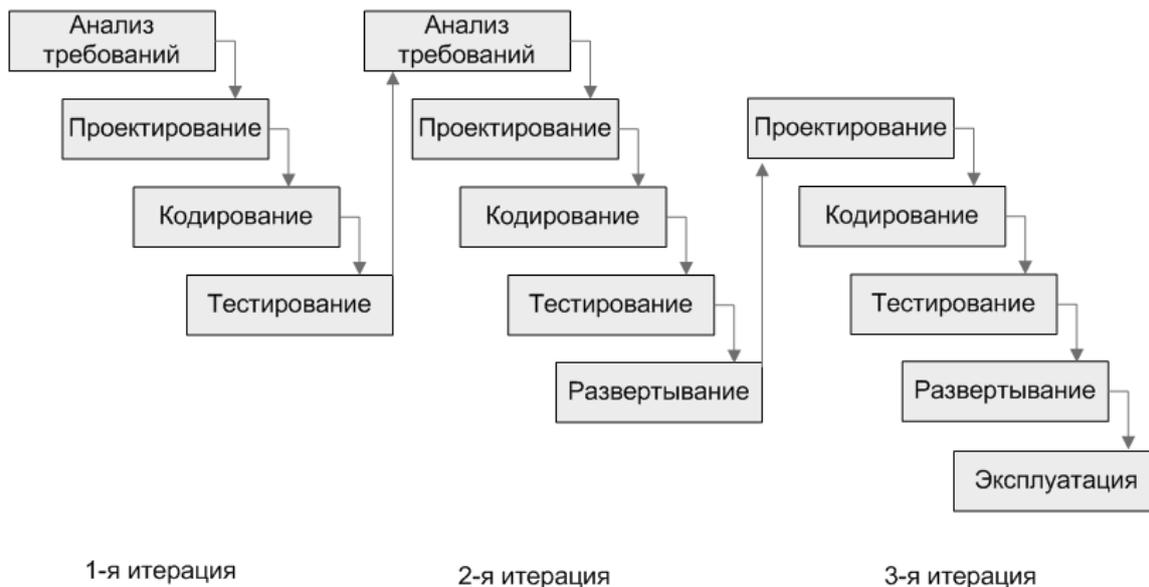 Анализ
требований
Проектирование
Кодирование
Тестирование
1-я итерация
Анализ
требований
Проектирование
Кодирование
Тестирование
Развертывание
2-я итерация
Проектирование
Кодирование
Тестирование
Развертывание
Эксплуатация
3-я итерация